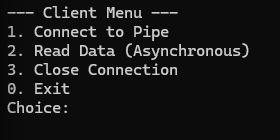 --- Client Menu ---
1. Connect to Pipe
2. Read Data (Asynchronous)
3. Close Connection
0. Exit
Choice: